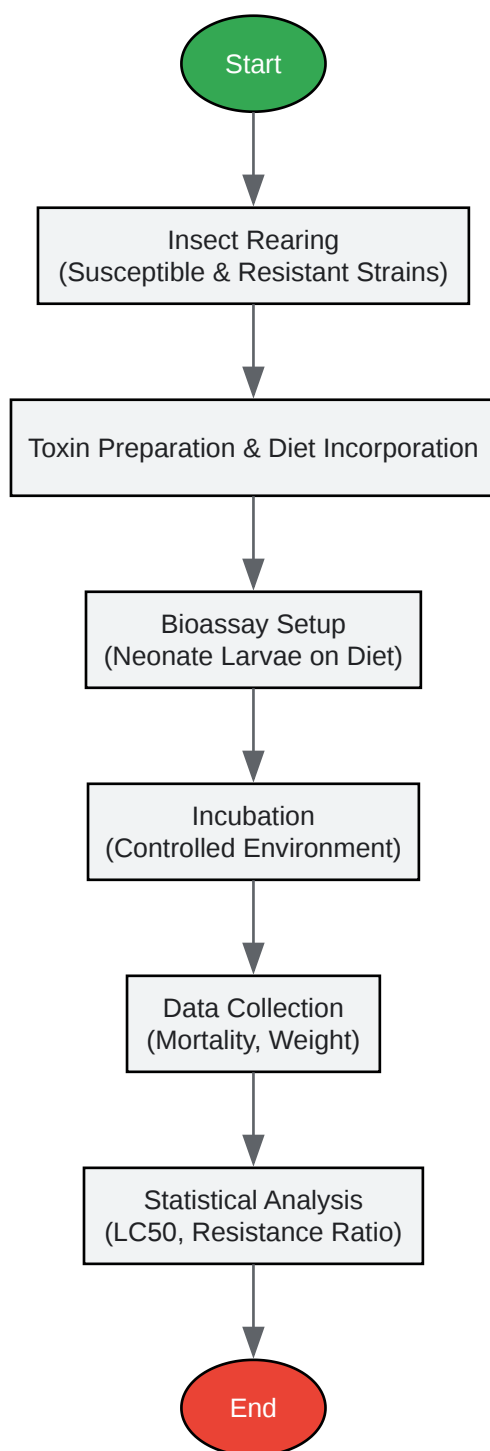 Start
Insect Rearing
(Susceptible & Resistant Strains)
Toxin Preparation & Diet Incorporation
Bioassay Setup
(Neonate Larvae on Diet)
Incubation
(Controlled Environment)
Data Collection
(Mortality, Weight)
Statistical Analysis
(LC50, Resistance Ratio)
End